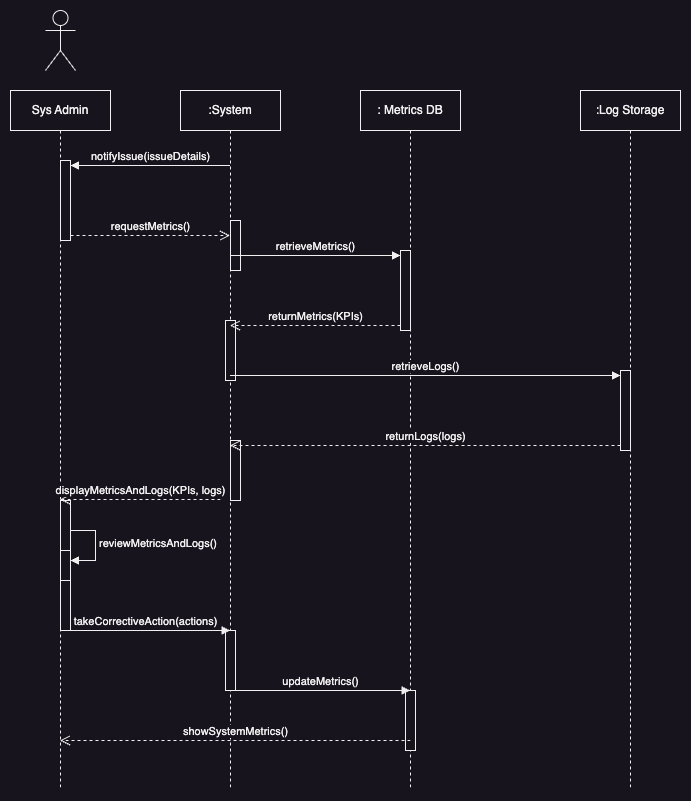 Sys Admin
:System
: Metrics DB
:Log Storage
notifyIssue(issueDetails)
requestMetrics()
retrieveMetrics()
returnMetrics(KPIs)
retrieveLogs()
returnLogs(logs)
displayMetricsAndLogs(KPIs, logs)
reviewMetricsAndLogs()
takeCorrectiveAction(actions)
updateMetrics()
showSystemMetrics()